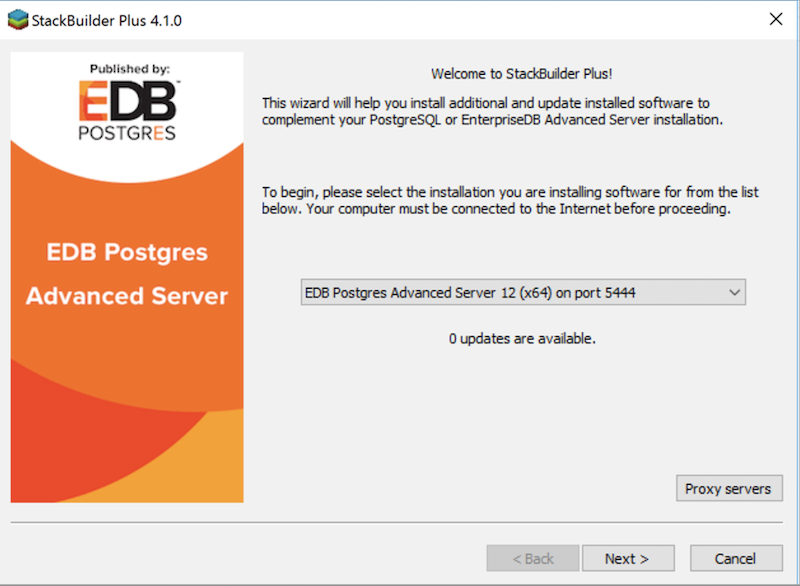 StackBuilder Plus 4.1.0
Published by:
EDB™
POSTGRES
EDB Postgres
Advanced Server
Welcome to StackBuilder Plus!
This wizard will help you install additional and update installed software to
complement your PostgreSQL or EnterpriseDB Advanced Server installation.
To begin, please select the installation you are installing software for from the list
below. Your computer must be connected to the Internet before proceeding.
EDB Postgres Advanced Server 12 (x64) on port 5444
0 updates are available.
Proxy servers
< Back
Next >
Cancel